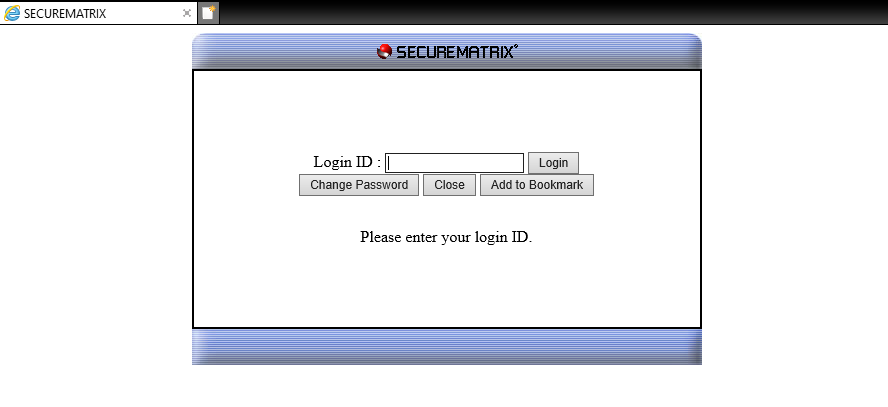 SECUREMATRIX
SECUREMATRIX®
Login ID : Login
Change Password Close Add to Bookmark
Please enter your login ID.